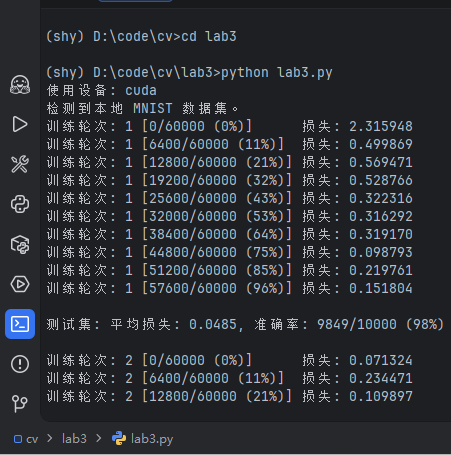 (shy) D:\code\cv>cd lab3
(shy) D:\code\cv\lab3>python lab3.py
使用设备: cuda
检测到本地 MNIST 数据集。
训练轮次: 1 [0/60000 (0%)] 损失: 2.315948
训练轮次: 1 [6400/60000 (11%)] 损失: 0.499869
训练轮次: 1 [12800/60000 (21%)] 损失: 0.569471
训练轮次: 1 [19200/60000 (32%)] 损失: 0.528766
训练轮次: 1 [25600/60000 (43%)] 损失: 0.322316
训练轮次: 1 [32000/60000 (53%)] 损失: 0.316292
训练轮次: 1 [38400/60000 (64%)] 损失: 0.319170
训练轮次: 1 [44800/60000 (75%)] 损失: 0.098793
训练轮次: 1 [51200/60000 (85%)] 损失: 0.219761
训练轮次: 1 [57600/60000 (96%)] 损失: 0.151804
测试集: 平均损失: 0.0485, 准确率: 9849/10000 (98%)
训练轮次: 2 [0/60000 (0%)] 损失: 0.071324
训练轮次: 2 [6400/60000 (11%)] 损失: 0.234471
训练轮次: 2 [12800/60000 (21%)] 损失: 0.109897
cv > lab3 > lab3.py